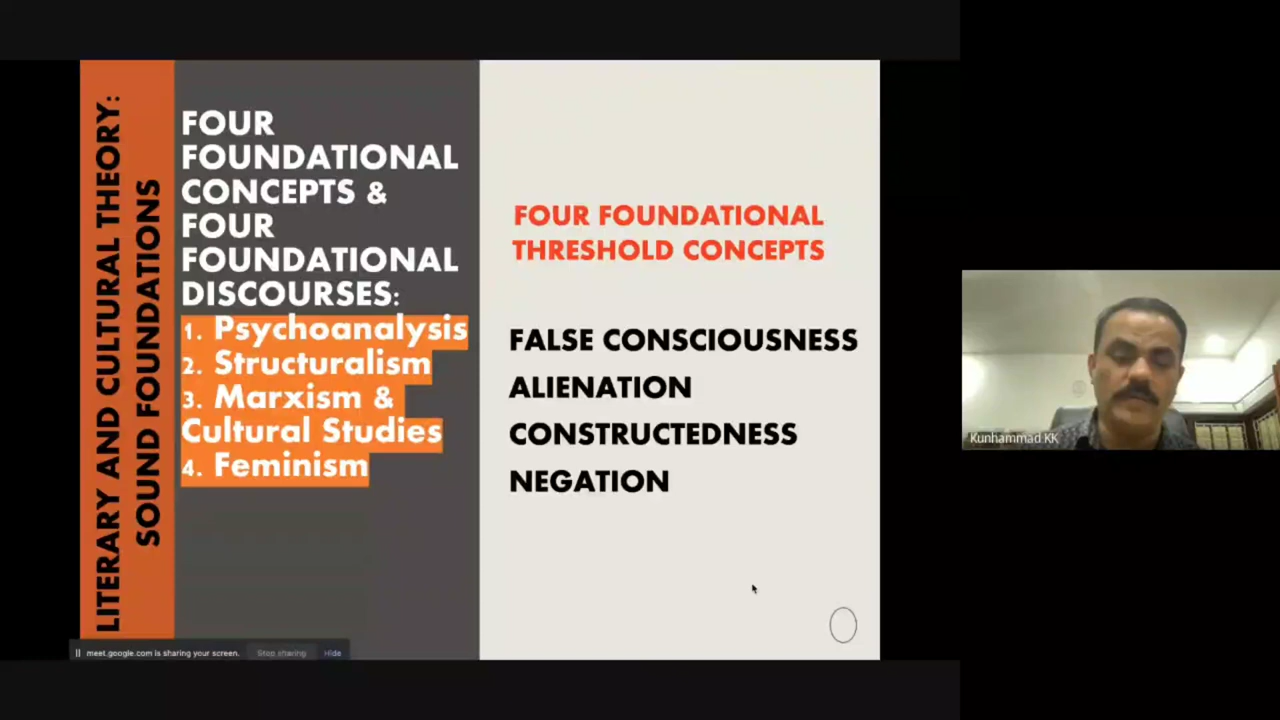 LITERARY AND CULTURAL THEORY:
SOUND FOUNDATIONS
FOUR
FOUNDATIONAL
CONCEPTS &
FOUR
FOUNDATIONAL
DISCOURSES:
1. Psychoanalysis
2. Structuralism
3. Marxism &
Cultural Studies
4. Feminism
FOUR FOUNDATIONAL
THRESHOLD CONCEPTS
FALSE CONSCIOUSNESS
ALIENATION
CONSTRUCTEDNESS
NEGATION
meet.google.com is sharing your screen. Stop sharing Hide
Kunhammad KK